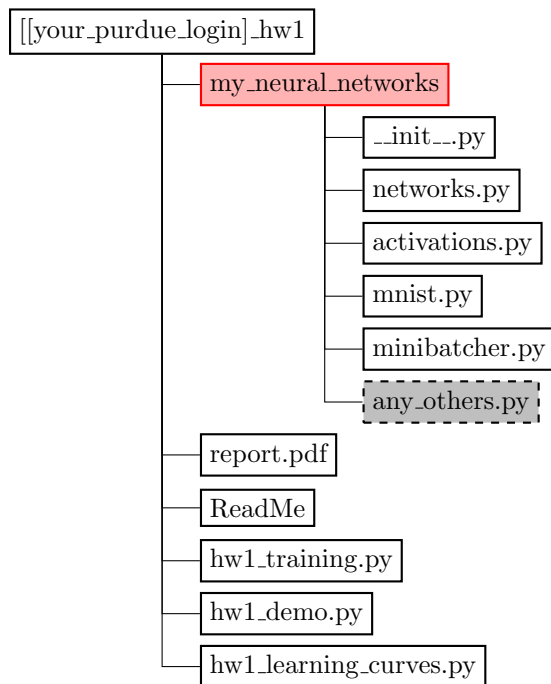 [[your_purdue_login]_hw1
my_neural_networks
__init__.py
networks.py
activations.py
mnist.py
minibatcher.py
any_others.py
report.pdf
ReadMe
hw1_training.py
hw1_demo.py
hw1_learning_curves.py